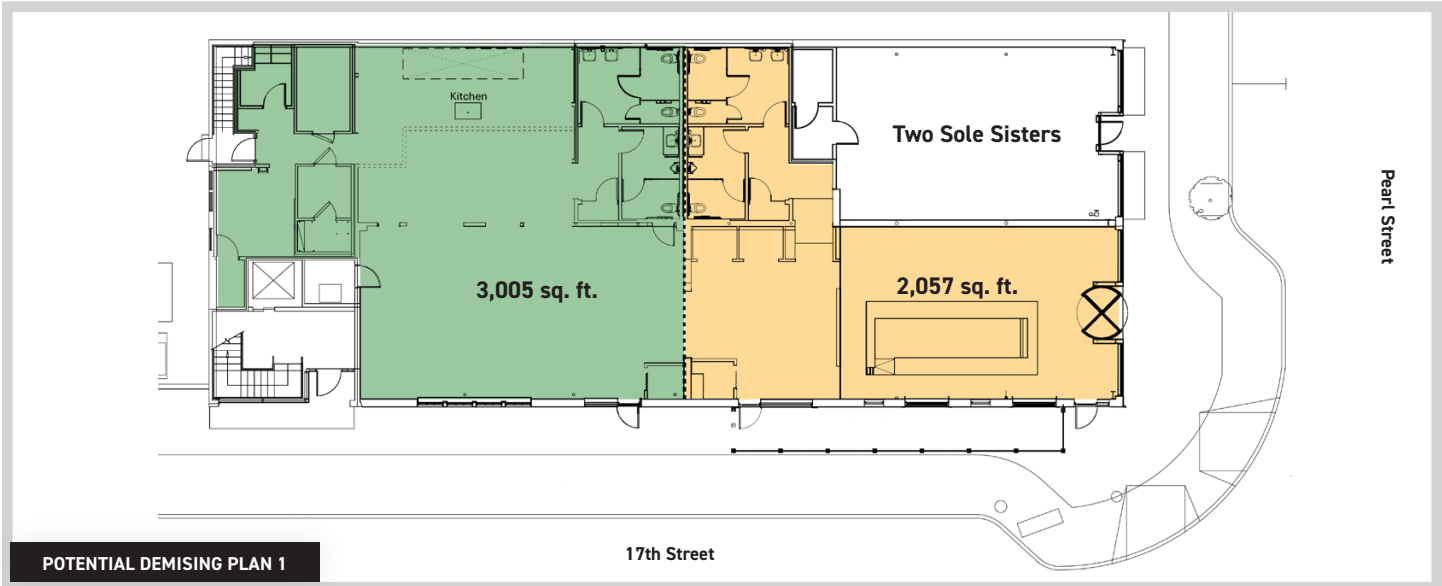 Kitchen
Two Sole Sisters
3,005 sq. ft.
2,057 sq. ft.
Pearl Street
17th Street
POTENTIAL DEMISING PLAN 1